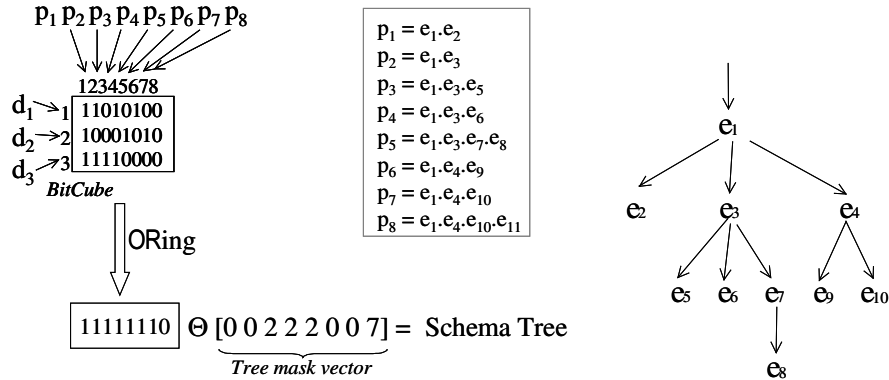 p₁ p₂ p₃ p₄ p₅ p₆ p₇ p₈
12345678
d₁ 1 11010100
d₂ 2 10001010
d₃ 3 11110000
BitCube
ORing
11111110 Θ [0 0 2 2 2 0 0 7] = Schema Tree
Tree mask vector
p₁ = e₁.e₂
p₂ = e₁.e₃
p₃ = e₁.e₃.e₅
p₄ = e₁.e₃.e₆
p₅ = e₁.e₃.e₇.e₈
p₆ = e₁.e₄.e₉
p₇ = e₁.e₄.e₁₀
p₈ = e₁.e₄.e₁₀.e₁₁
e₁
e₂ e₃ e₄
e₅ e₆ e₇ e₉ e₁₀
e₈